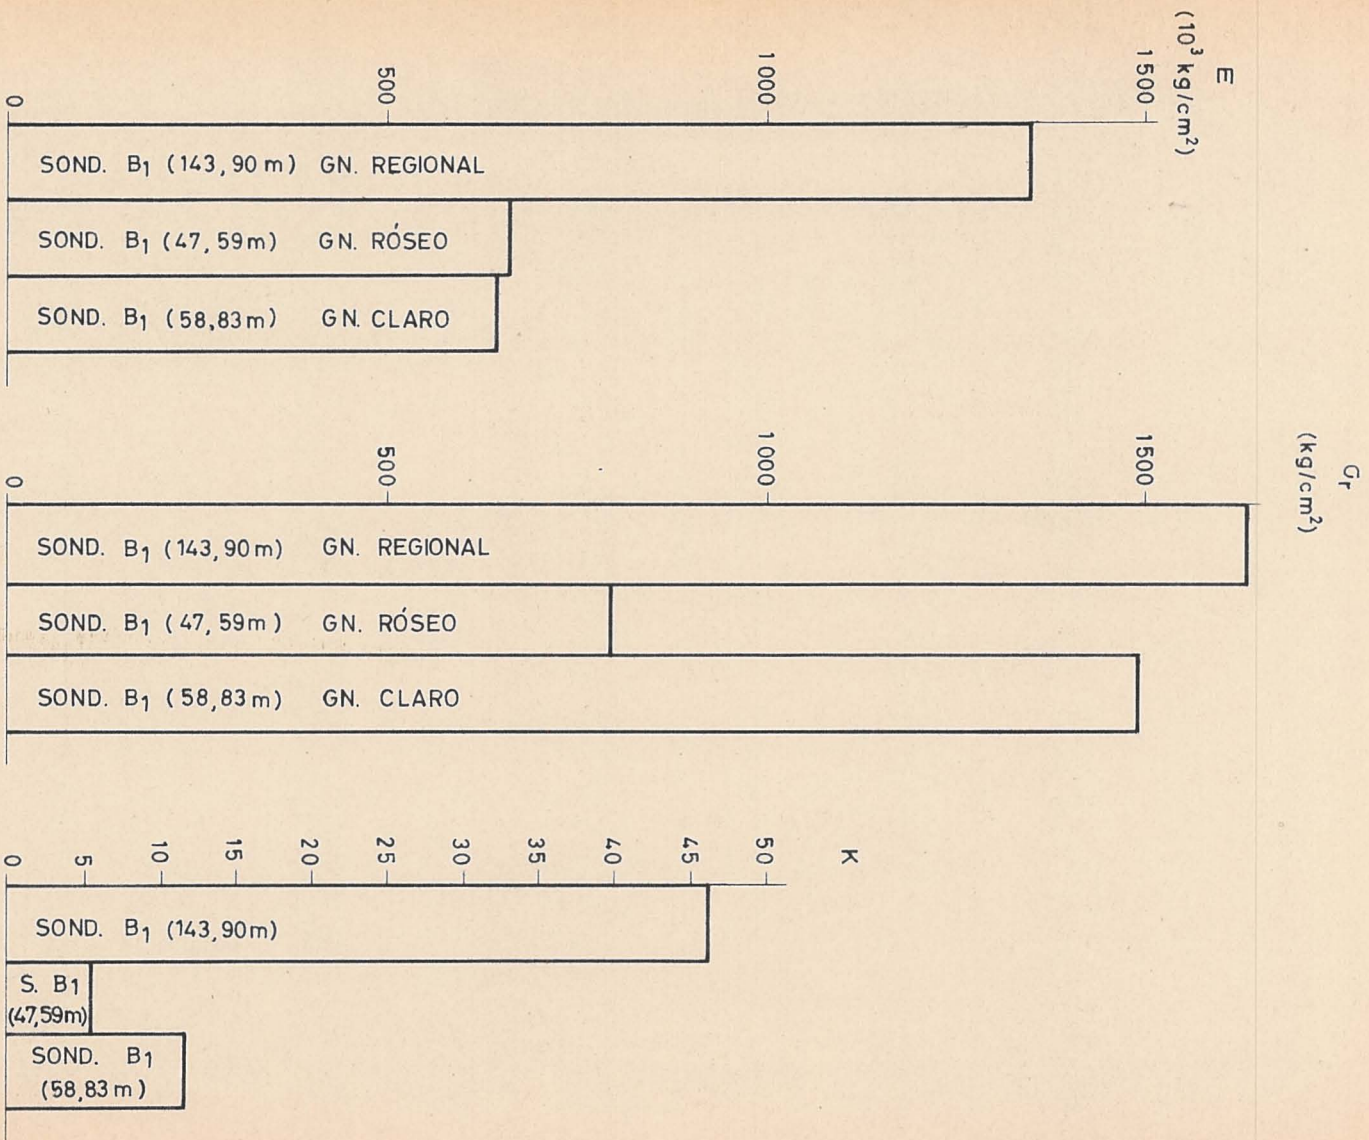 E
(10³ kg/cm²)
0 500 1000 1500
SOND. B1 (143,90 m) GN. REGIONAL
SOND. B1 (47,59m) GN. RÓSEO
SOND. B1 (58,83m) GN. CLARO
Gr
(kg/cm²)
0 500 1000 1500
SOND. B1 (143,90m) GN. REGIONAL
SOND. B1 (47,59m) GN. RÓSEO
SOND. B1 (58,83m) GN. CLARO
K
0 5 10 15 20 25 30 35 40 45 50
SOND. B1 (143,90m)
S. B1
(47,59m)
SOND. B1
(58,83 m)